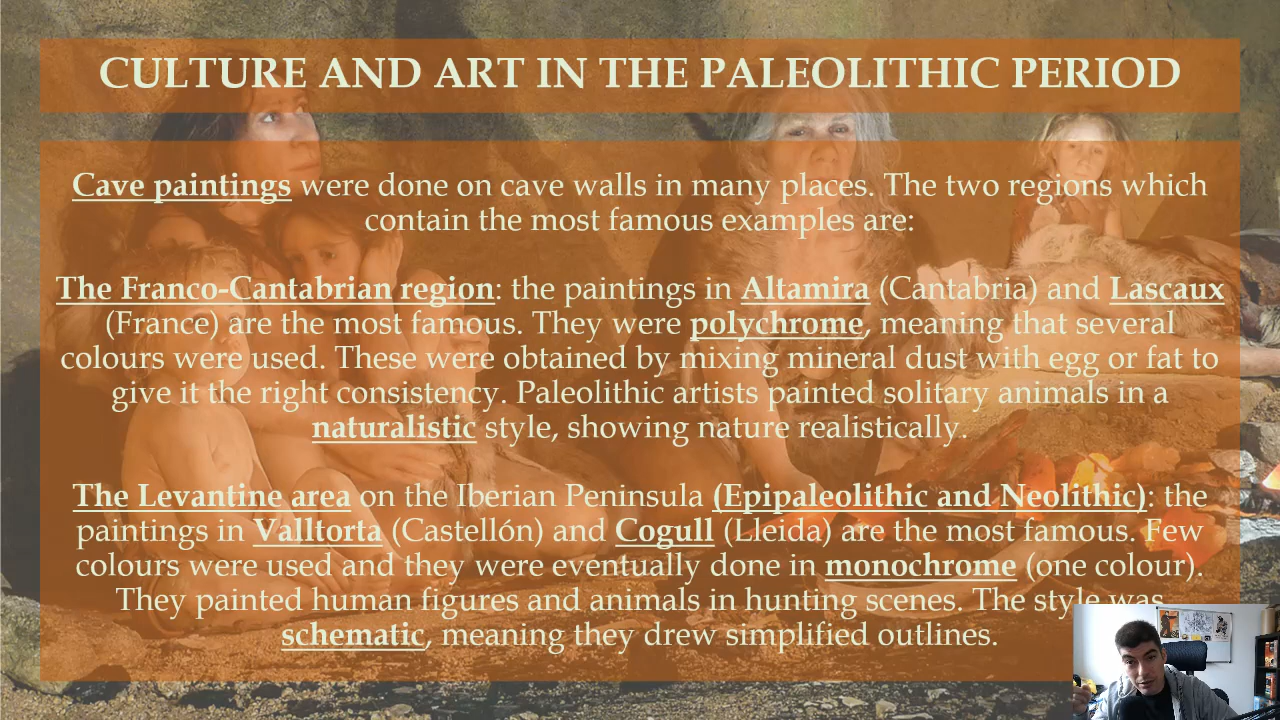 CULTURE AND ART IN THE PALEOLITHIC PERIOD
Cave paintings were done on cave walls in many places. The two regions which
contain the most famous examples are:
The Franco-Cantabrian region: the paintings in Altamira (Cantabria) and Lascaux
(France) are the most famous. They were polychrome, meaning that several
colours were used. These were obtained by mixing mineral dust with egg or fat to
give it the right consistency. Paleolithic artists painted solitary animals in a
naturalistic style, showing nature realistically.
The Levantine area on the Iberian Peninsula (Epipaleolithic and Neolithic): the
paintings in Valltorta (Castellón) and Cogull (Lleida) are the most famous. Few
colours were used and they were eventually done in monochrome (one colour).
They painted human figures and animals in hunting scenes. The style was
schematic, meaning they drew simplified outlines.